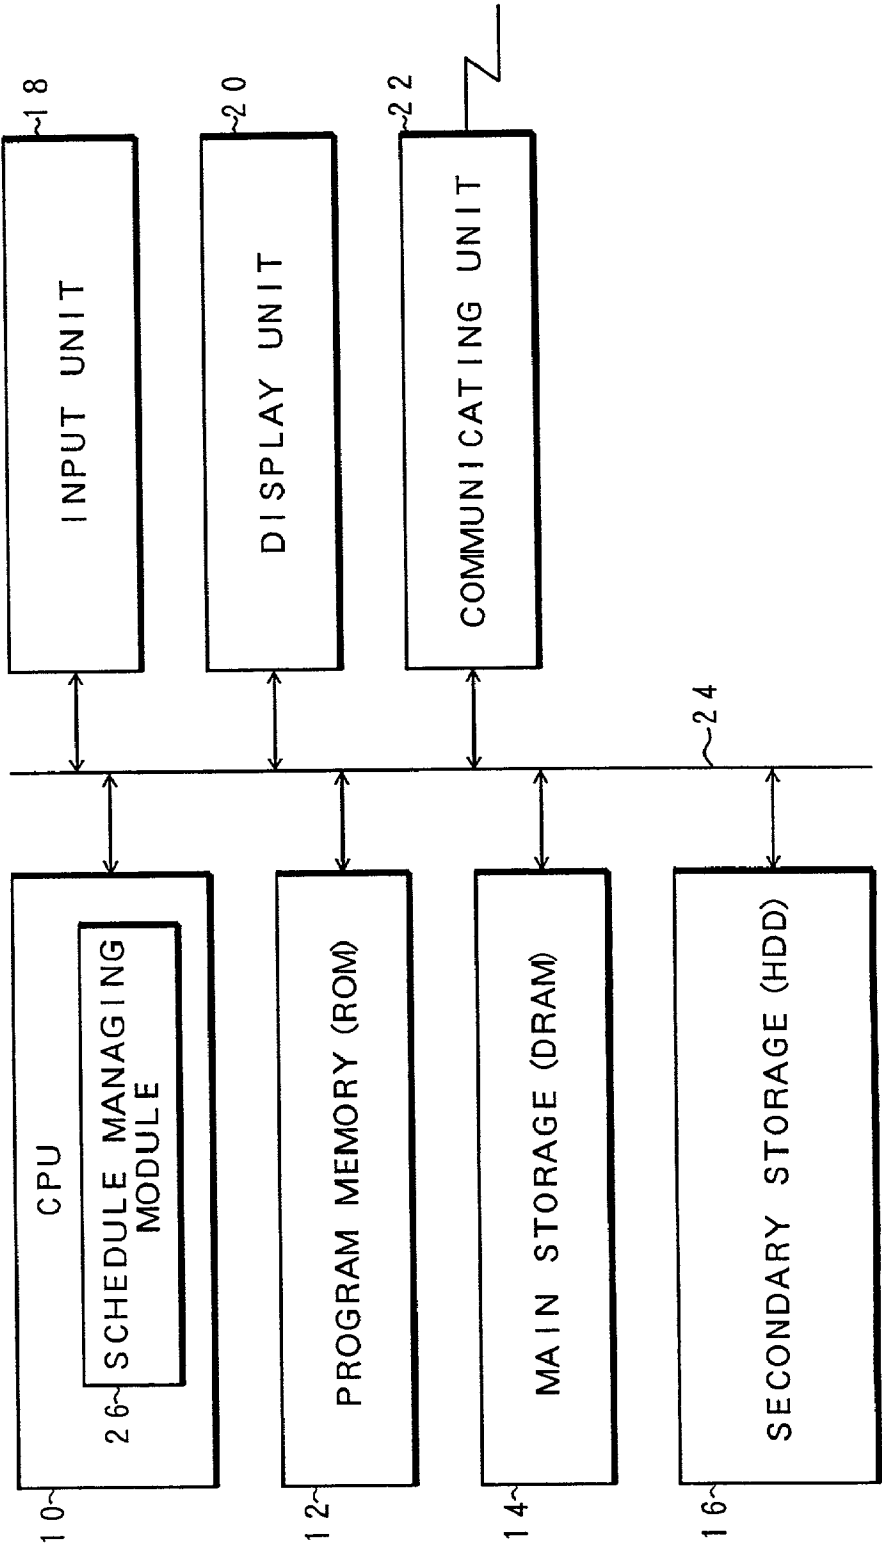 10
CPU
26
SCHEDULE MANAGING
MODULE
12
PROGRAM MEMORY (ROM)
14
MAIN STORAGE (DRAM)
16
SECONDARY STORAGE (HDD)
24
INPUT UNIT
18
DISPLAY UNIT
20
COMMUNICATING UNIT
22